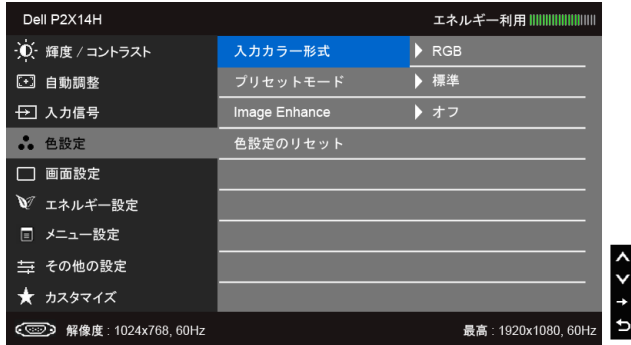 Dell P2X14H エネルギー利用
輝度 / コントラスト 入力カラー形式 RGB
自動調整 プリセットモード 標準
入力信号 Image Enhance オフ
色設定 色設定のリセット
画面設定
エネルギー設定
メニュー設定
その他の設定
カスタマイズ
解像度 : 1024x768, 60Hz 最高 : 1920x1080, 60Hz